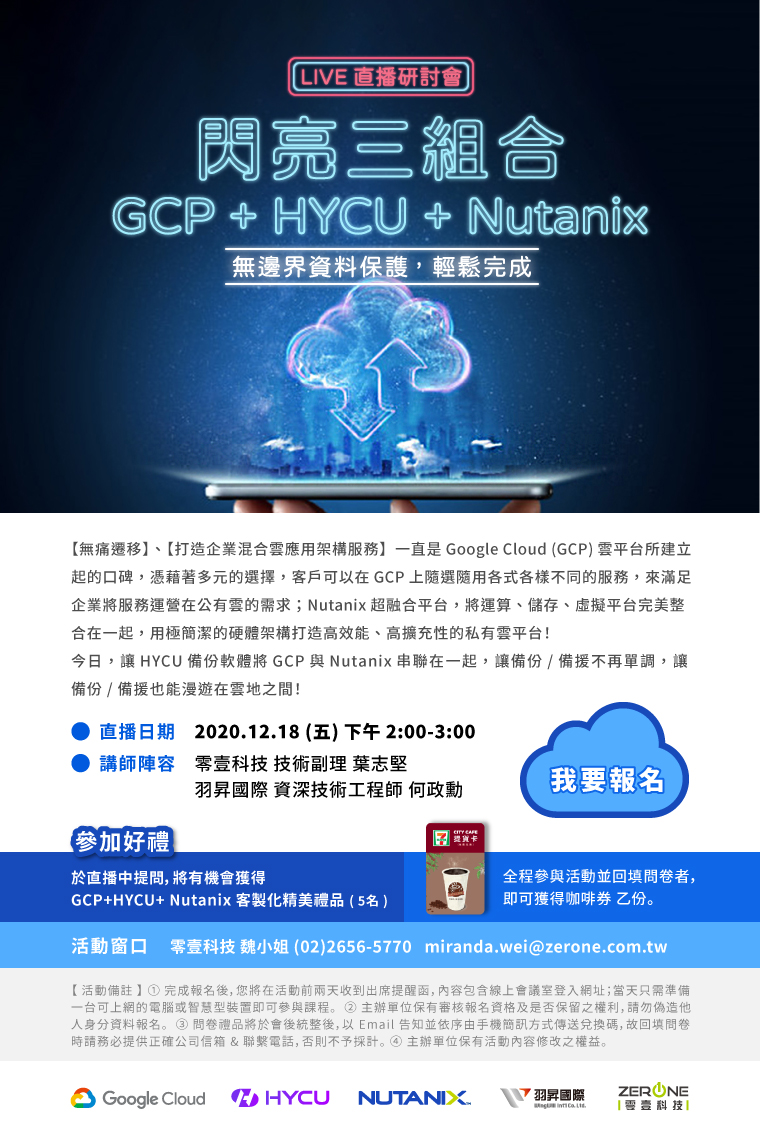 LIVE 直播研討會
閃亮三組合
GCP + HYCU + Nutanix
無邊界資料保護，輕鬆完成
【無痛遷移】、【打造企業混合雲應用架構服務】一直是 Google Cloud (GCP) 雲平台所建立
起的口碑，憑藉著多元的選擇，客戶可以在 GCP 上隨選隨用各式各樣不同的服務，來滿足
企業將服務運營在公有雲的需求；Nutanix 超融合平台，將運算、儲存、虛擬平台完美整
合在一起，用極簡潔的硬體架構打造高效能、高擴充性的私有雲平台!
今日，讓 HYCU 備份軟體將 GCP 與 Nutanix 串聯在一起，讓備份 / 備援不再單調，讓
備份 / 備援也能漫遊在雲地之間!
直播日期 2020.12.18 (五) 下午 2:00-3:00
講師陣容 零壹科技 技術副理 葉志堅
羽昇國際 資深技術工程師 何政勳
我要報名
參加好禮
CITY CAFE
提貨卡
於直播中提問，將有機會獲得
GCP+HYCU+ Nutanix 客製化精美禮品 ( 5名 )
全程參與活動並回填問卷者，
即可獲得咖啡券 乙份。
活動窗口 零壹科技 魏小姐 (02)2656-5770 miranda.wei@zerone.com.tw
【 活動備註 】① 完成報名後，您將在活動前兩天收到出席提醒函，內容包含線上會議室登入網址；當天只需準備
一台可上網的電腦或智慧型裝置即可參與課程。 ② 主辦單位保有審核報名資格及是否保留之權利，請勿偽造他
人身分資料報名。 ③ 問卷禮品將於會後統整後，以 Email 告知並依序由手機簡訊方式傳送兌換碼，故回填問卷
時請務必提供正確公司信箱 & 聯繫電話，否則不予採計。 ④ 主辦單位保有活動內容修改之權益。
Google Cloud
HYCU
NUTANIX
羽昇國際
WingWill Int'l Co. Ltd.
ZERONE
零壹科技